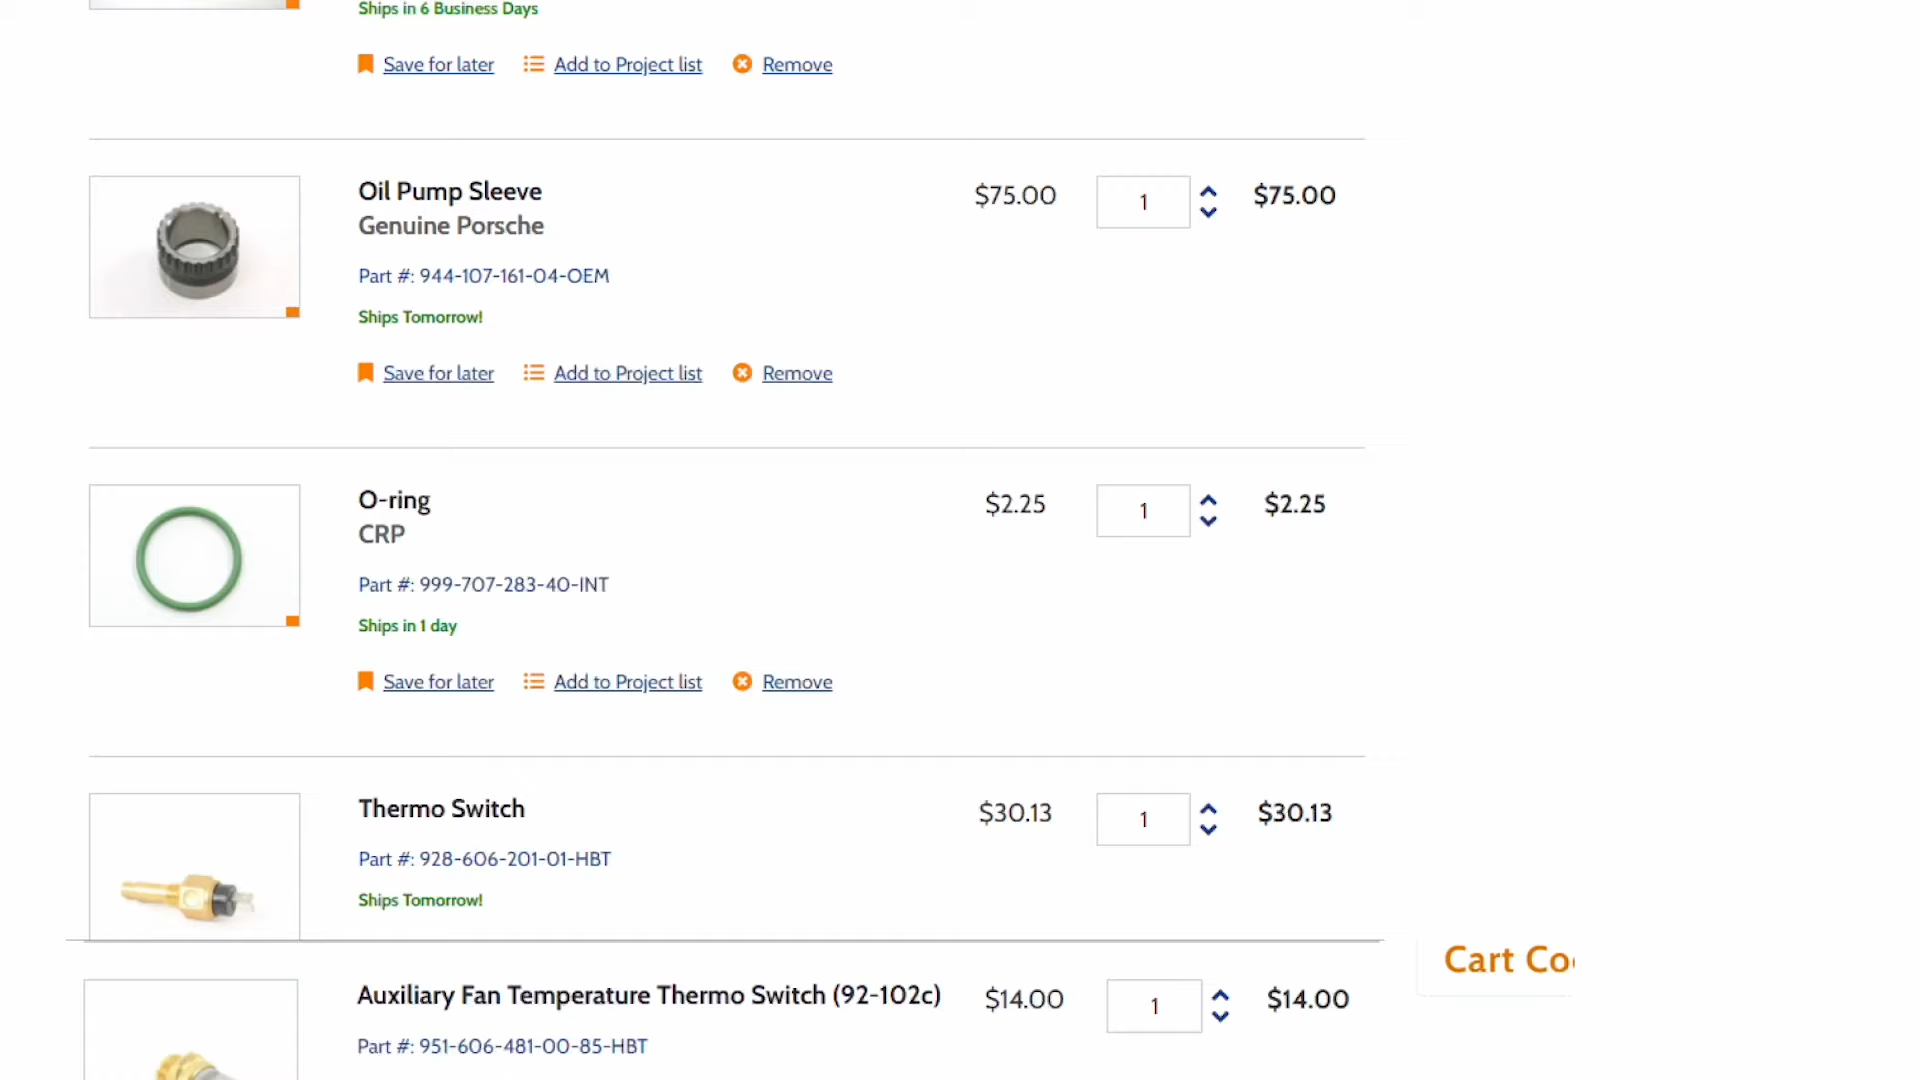 Ships in 6 Business Days
Save for later Add to Project list Remove
Oil Pump Sleeve $75.00 1 $75.00
Genuine Porsche
Part #: 944-107-161-04-OEM
Ships Tomorrow!
Save for later Add to Project list Remove
O-ring $2.25 1 $2.25
CRP
Part #: 999-707-283-40-INT
Ships in 1 day
Save for later Add to Project list Remove
Thermo Switch $30.13 1 $30.13
Part #: 928-606-201-01-HBT
Ships Tomorrow!
Cart
Auxiliary Fan Temperature Thermo Switch (92-102c) $14.00 1 $14.00
Part #: 951-606-481-00-85-HBT